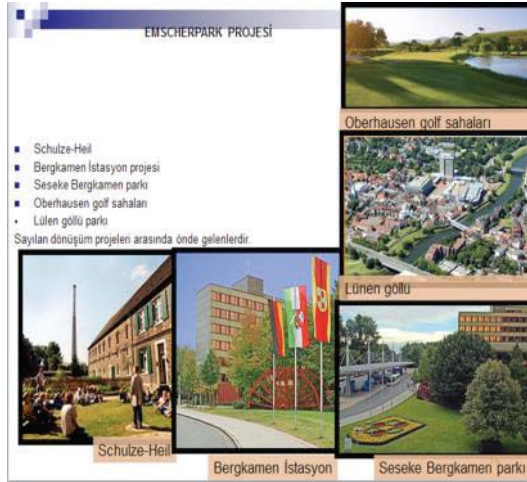 EMSCHERPARK PROJESİ
Schulze-Heil
Bergkamen İstasyon projesi
Seseke Bergkamen parkı
Oberhausen golf sahaları
Lülen göllü parkı
Sayılan dönüşüm projeleri arasında önde gelenlerdir.
Oberhausen golf sahaları
Lünen göllü
Schulze-Heil
Bergkamen İstasyon
Seseke Bergkamen parkı